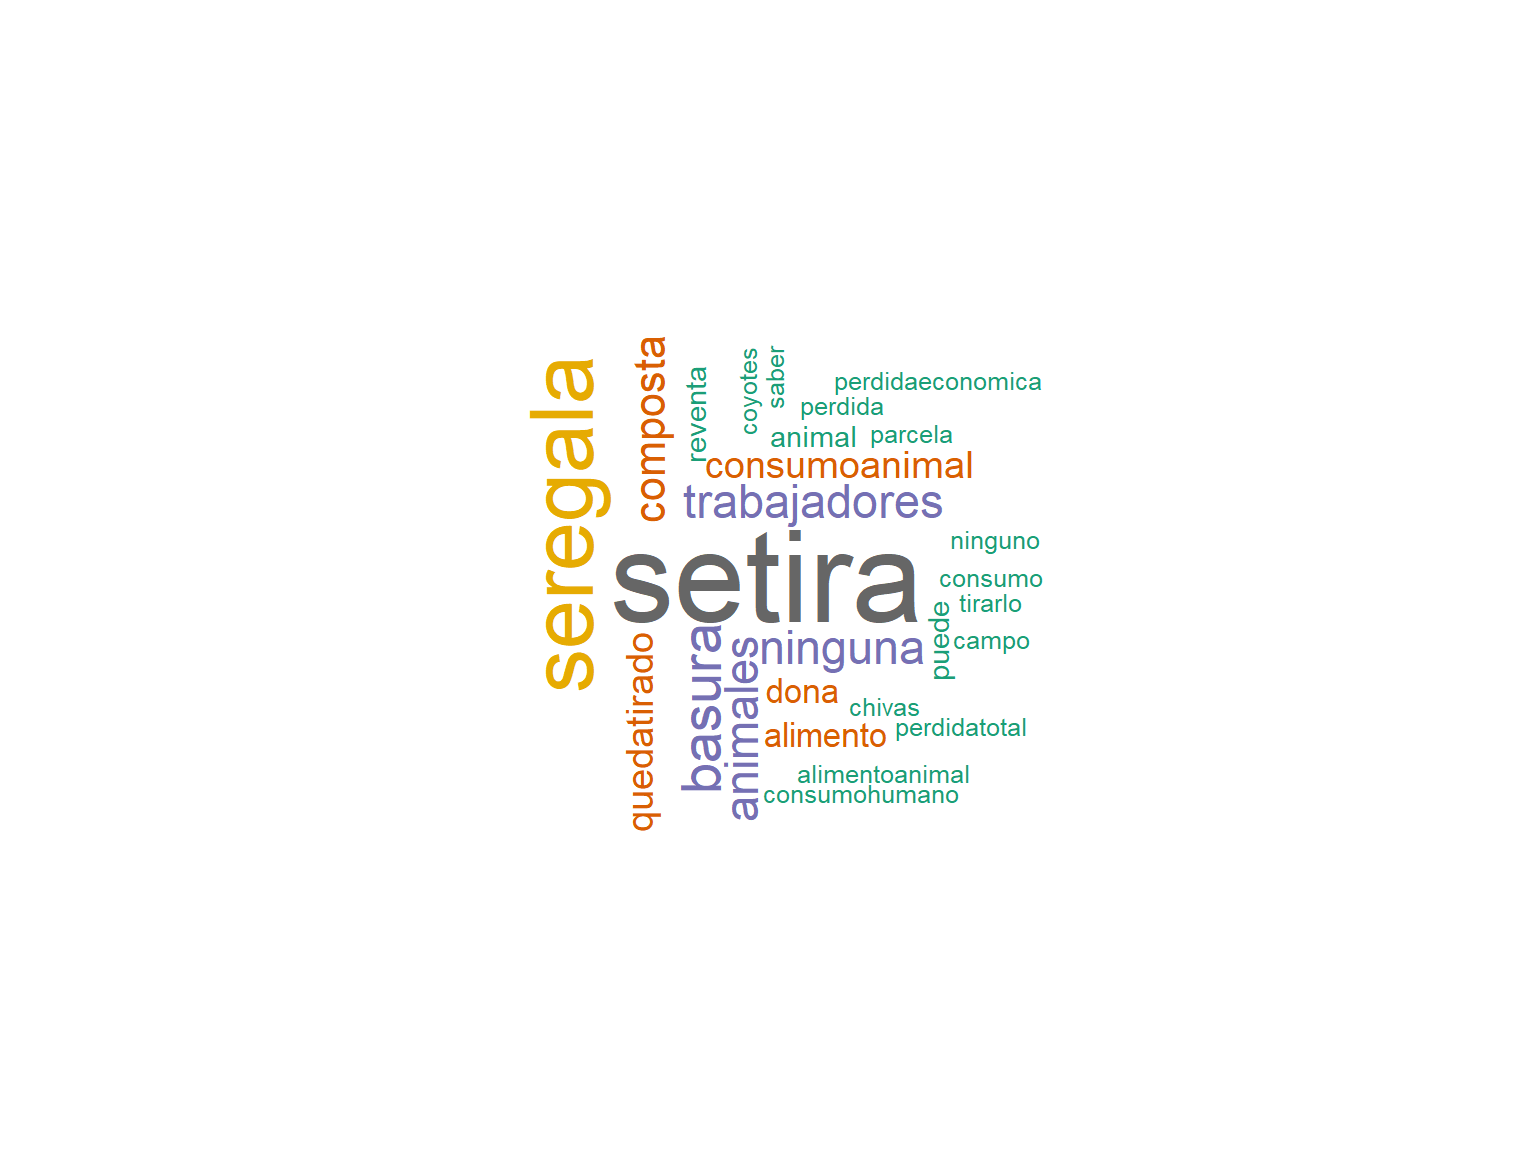 seregala
composta
reventa
coyotes
saber
perdidaeconomica
perdida
animal
parcela
consumoanimal
trabajadores
setira
ninguno
consumo
tirarlo
puede
campo
quedatirado
basura
animales
ninguna
dona
chivas
alimento
perdidatotal
alimentoanimal
consumohumano